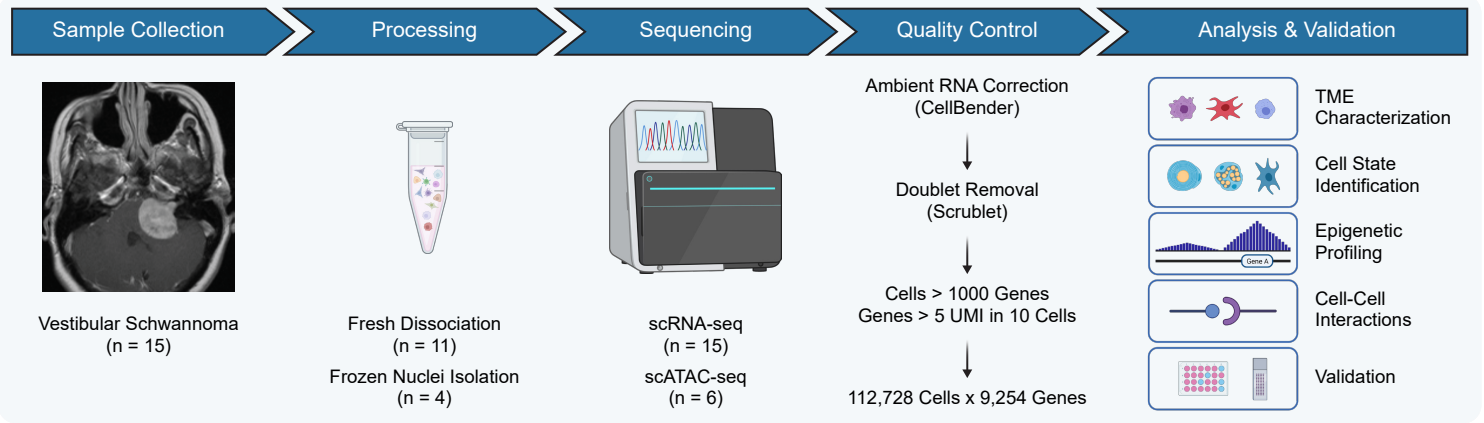 Sample Collection
Processing
Sequencing
Quality Control
Analysis & Validation
Vestibular Schwannoma
(n = 15)
Fresh Dissociation
(n = 11)
Frozen Nuclei Isolation
(n = 4)
scRNA-seq
(n = 15)
scATAC-seq
(n = 6)
Ambient RNA Correction
(CellBender)
Doublet Removal
(Scrublet)
Cells > 1000 Genes
Genes > 5 UMI in 10 Cells
112,728 Cells x 9,254 Genes
TME
Characterization
Cell State
Identification
Gene A
Epigenetic
Profiling
Cell-Cell
Interactions
Validation